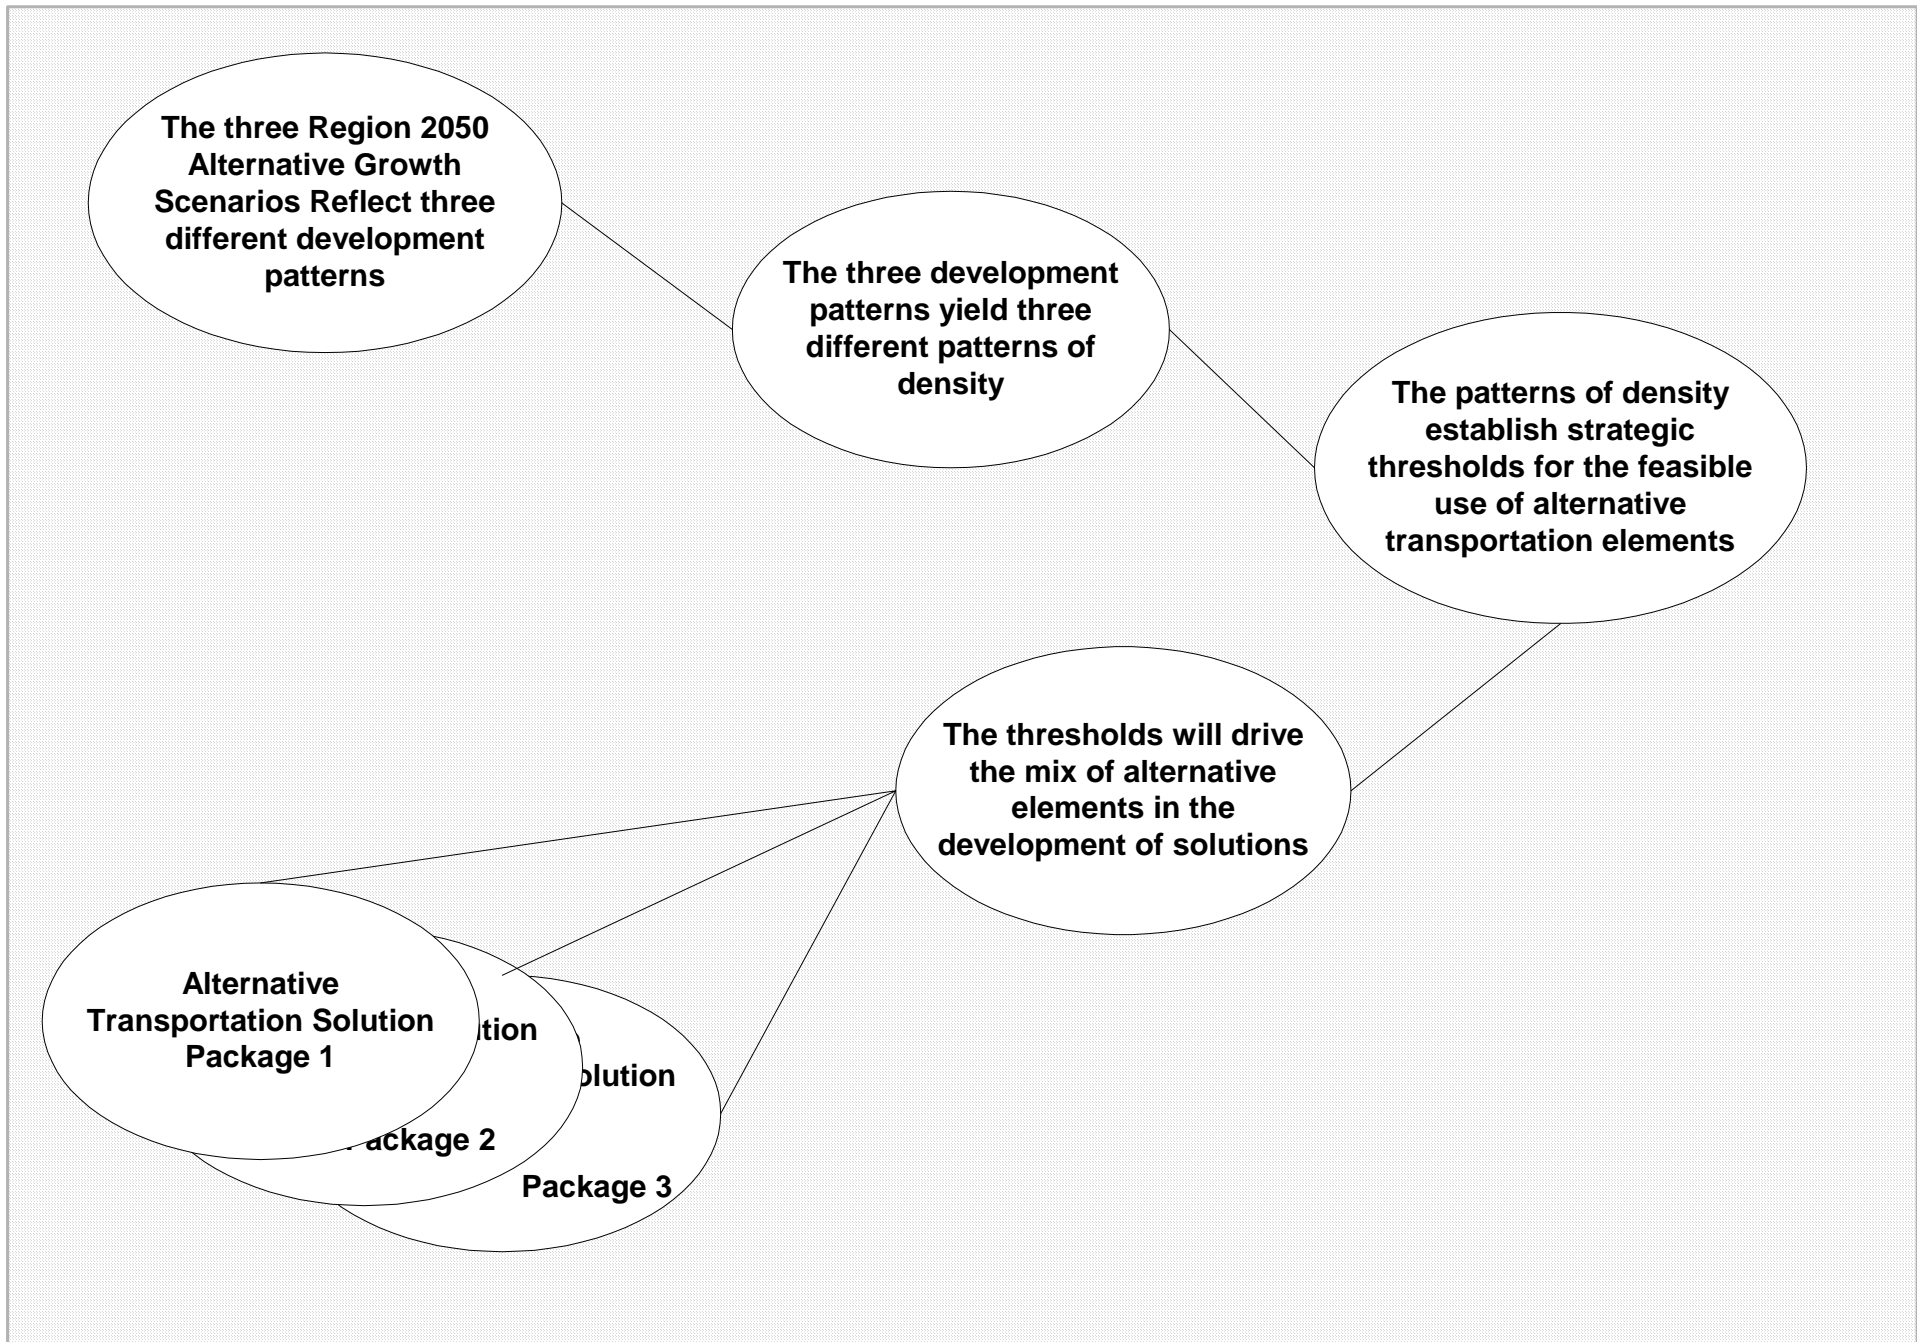 The three Region 2050
Alternative Growth
Scenarios Reflect three
different development
patterns
The three development
patterns yield three
different patterns of
density
The patterns of density
establish strategic
thresholds for the feasible
use of alternative
transportation elements
The thresholds will drive
the mix of alternative
elements in the
development of solutions
Alternative
Transportation Solution
Package 1
Package 2
Package 3